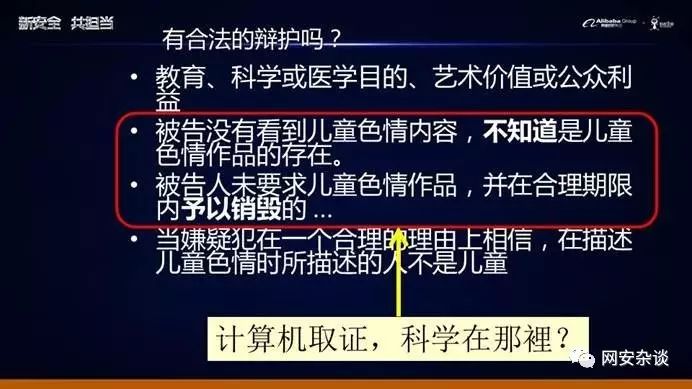 新安全 共担当
Alibaba Group
有合法的辩护吗？
• 教育、科学或医学目的、艺术价值或公众利
益
• 被告没有看到儿童色情内容，不知道是儿童
色情作品的存在。
• 被告人未要求儿童色情作品，并在合理期限
内予以销毁的 ...
• 当嫌疑犯在一个合理的理由上相信，在描述
儿童色情时所描述的人不是儿童
计算机取证，科学在那裡？
网安杂谈